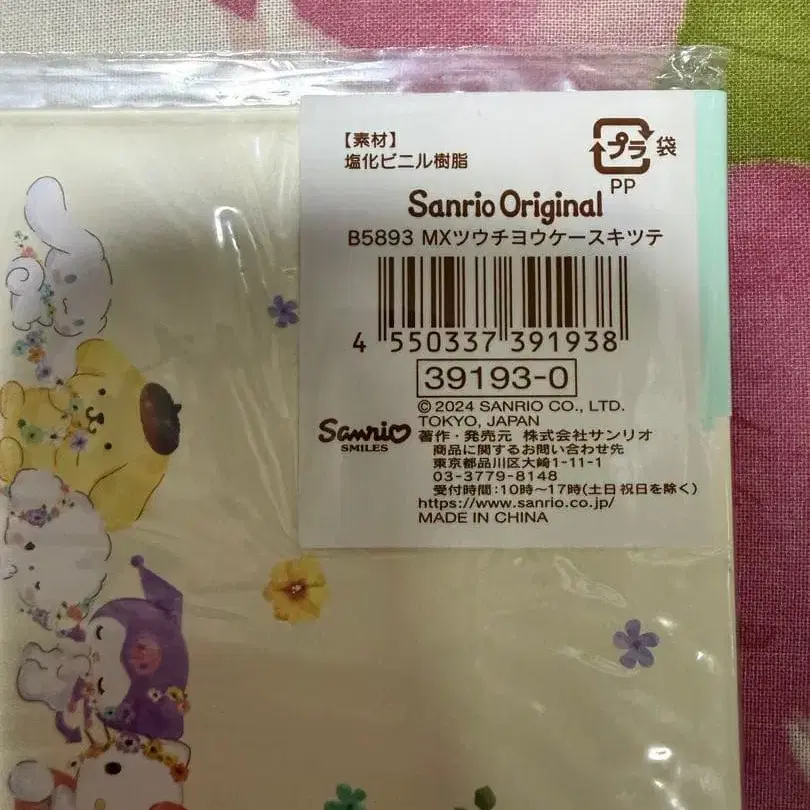 【素材】
塩化ビニル樹脂
プラ 袋
PP
Sanrio Original
B5893 MXツウチヨウケースキツテ
4 550337 391938
39193-0
© 2024 SANRIO CO., LTD.
TOKYO, JAPAN
Sanrio
SMILES
著作・発売元 株式会社サンリオ
商品に関するお問い合わせ先
東京都品川区大崎1-11-1
03-3779-8148
受付時間:10時~17時(土日祝日を除く)
https://www.sanrio.co.jp/
MADE IN CHINA